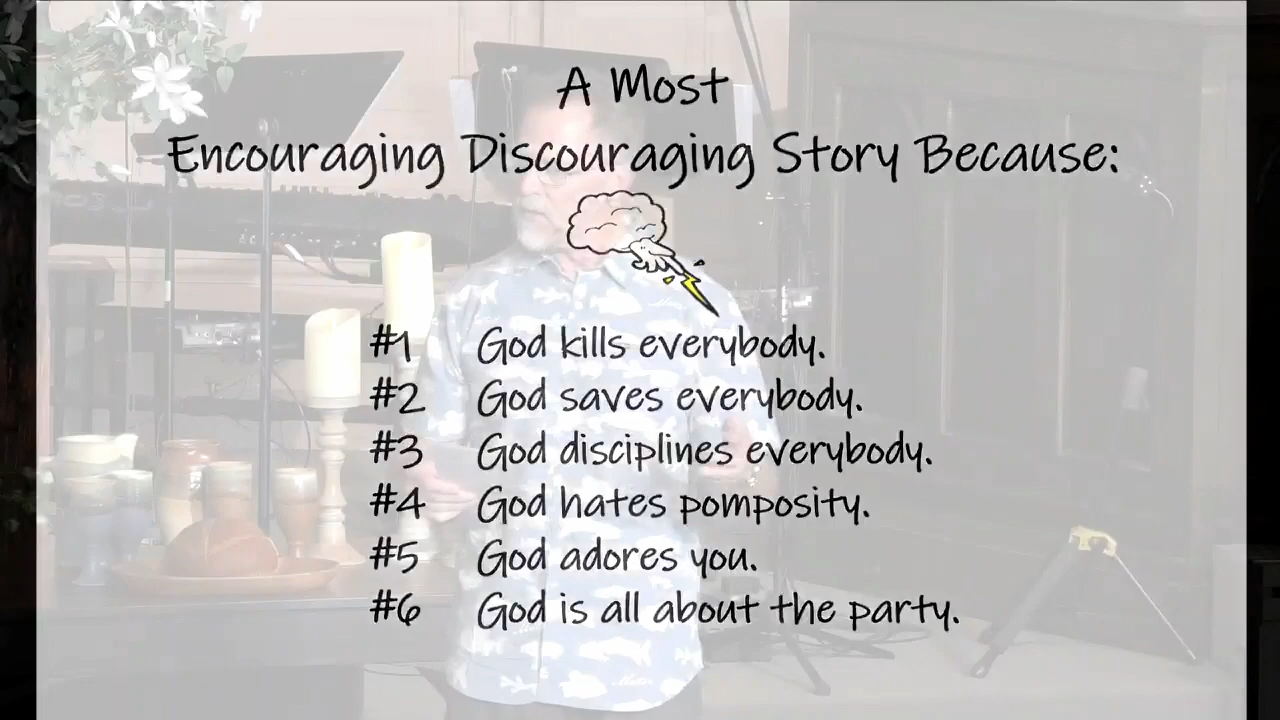 A Most
Encouraging Discouraging Story Because:
#1 God kills everybody.
#2 God saves everybody.
#3 God disciplines everybody.
#4 God hates pomposity.
#5 God adores you.
#6 God is all about the party.